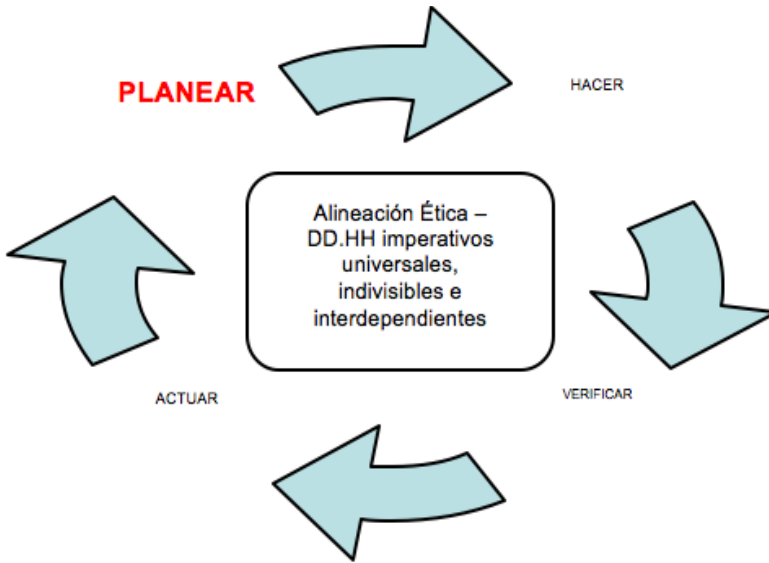 PLANEAR
HACER
Alineación Ética –
DD.HH imperativos
universales,
indivisibles e
interdependientes
ACTUAR
VERIFICAR